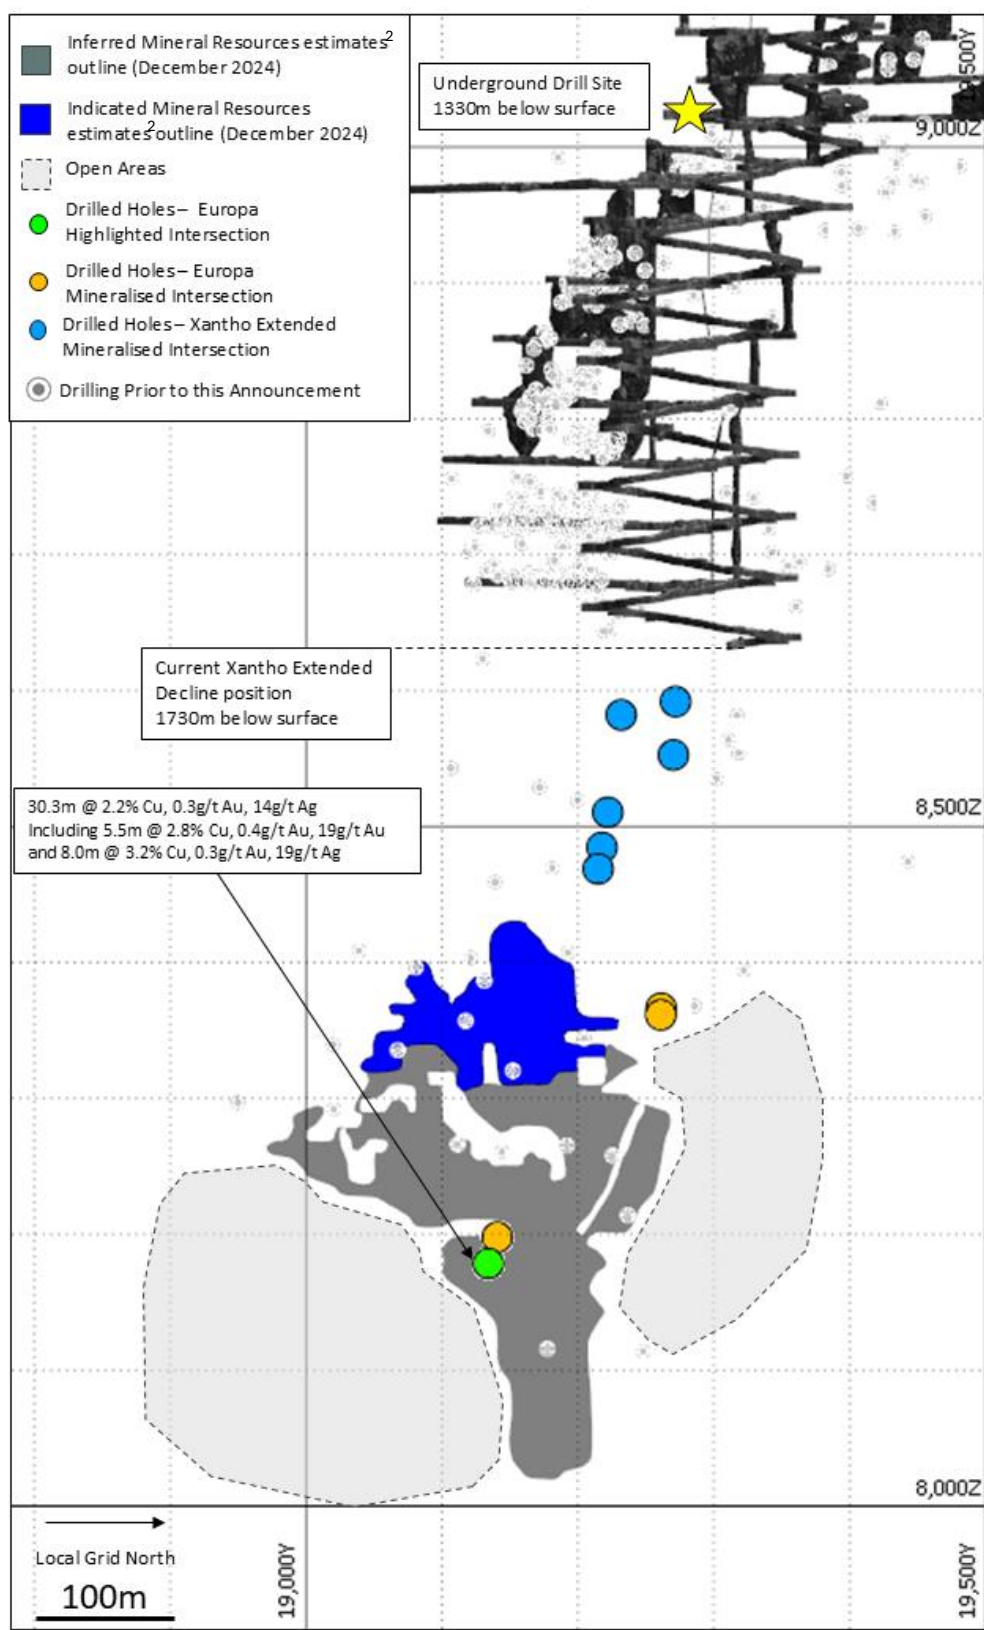 Inferred Mineral Resources estimates2
outline (December 2024)
Indicated Mineral Resources
estimates2 outline (December 2024)
Open Areas
Drilled Holes – Europa
Highlighted Intersection
Drilled Holes – Europa
Mineralised Intersection
Drilled Holes – Xantho Extended
Mineralised Intersection
Drilling Prior to this Announcement
Underground Drill Site
1330m below surface
9,000Z
Current Xantho Extended
Decline position
1730m below surface
30.3m @ 2.2% Cu, 0.3g/t Au, 14g/t Ag
Including 5.5m @ 2.8% Cu, 0.4g/t Au, 19g/t Au
and 8.0m @ 3.2% Cu, 0.3g/t Au, 19g/t Ag
8,500Z
8,000Z
Local Grid North
100m
19,000Y
19,500Y